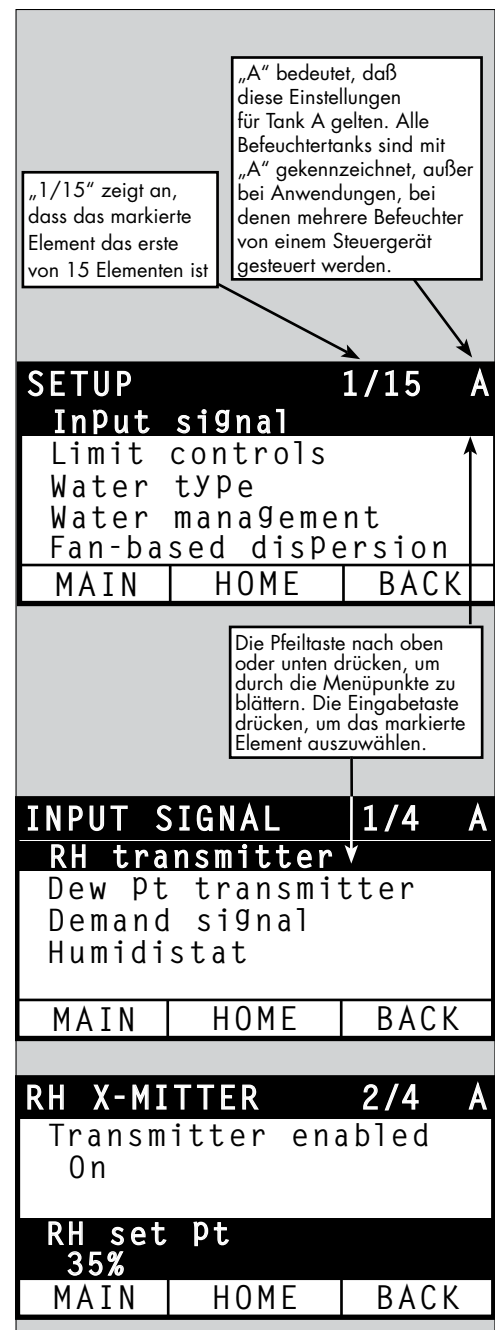 „A“ bedeutet, daß
diese Einstellungen
für Tank A gelten. Alle
Befeuchtertanks sind mit
„A“ gekennzeichnet, außer
bei Anwendungen, bei
denen mehrere Befeuchter
von einem Steuergerät
gesteuert werden.
„1/15“ zeigt an,
dass das markierte
Element das erste
von 15 Elementen ist
SETUP 1/15 A
InPut signal
Limit controls
Water type
Water management
Fan-based dispersion
MAIN HOME BACK
Die Pfeiltaste nach oben
oder unten drücken, um
durch die Menüpunkte zu
blättern. Die Eingabetaste
drücken, um das markierte
Element auszuwählen.
INPUT SIGNAL 1/4 A
RH transmitter
Dew pt transmitter
Demand signal
Humidistat
MAIN HOME BACK
RH X-MITTER 2/4 A
Transmitter enabled
On
RH set pt
35%
MAIN HOME BACK